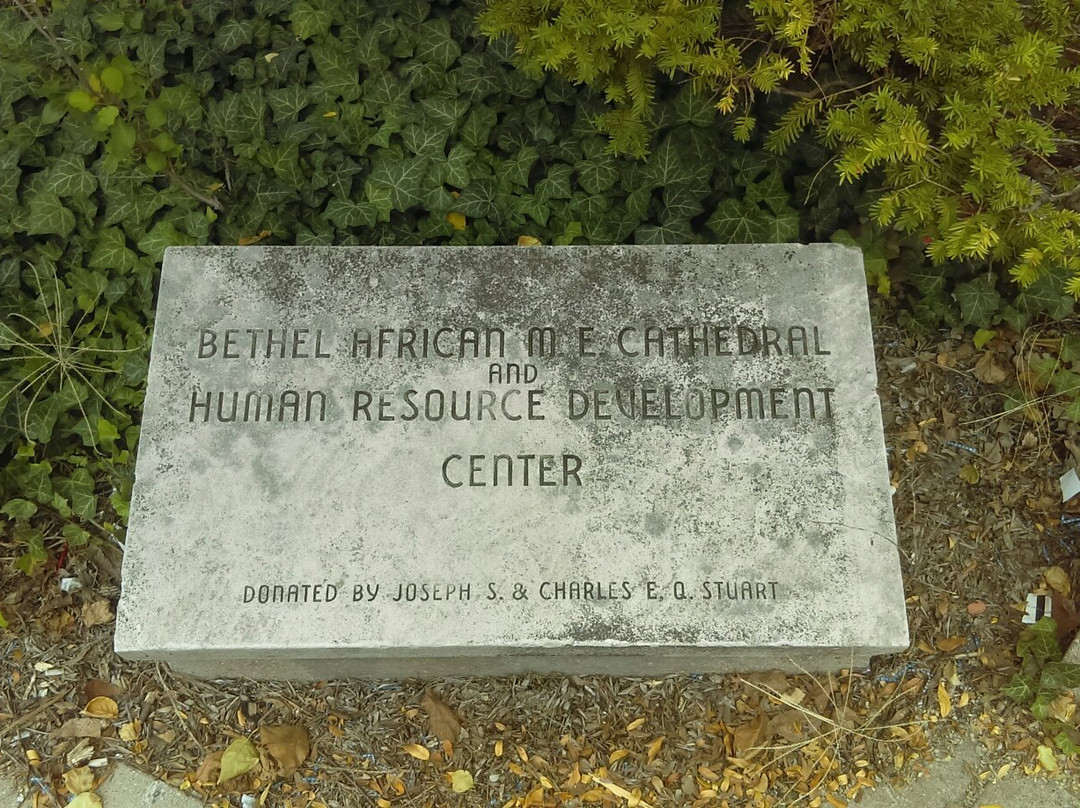 BETHEL AFRICAN M E CATHEDRAL
AND
HUMAN RESOURCE DEVELOPMENT
CENTER
DONATED BY JOSEPH S. & CHARLES E. Q. STUART